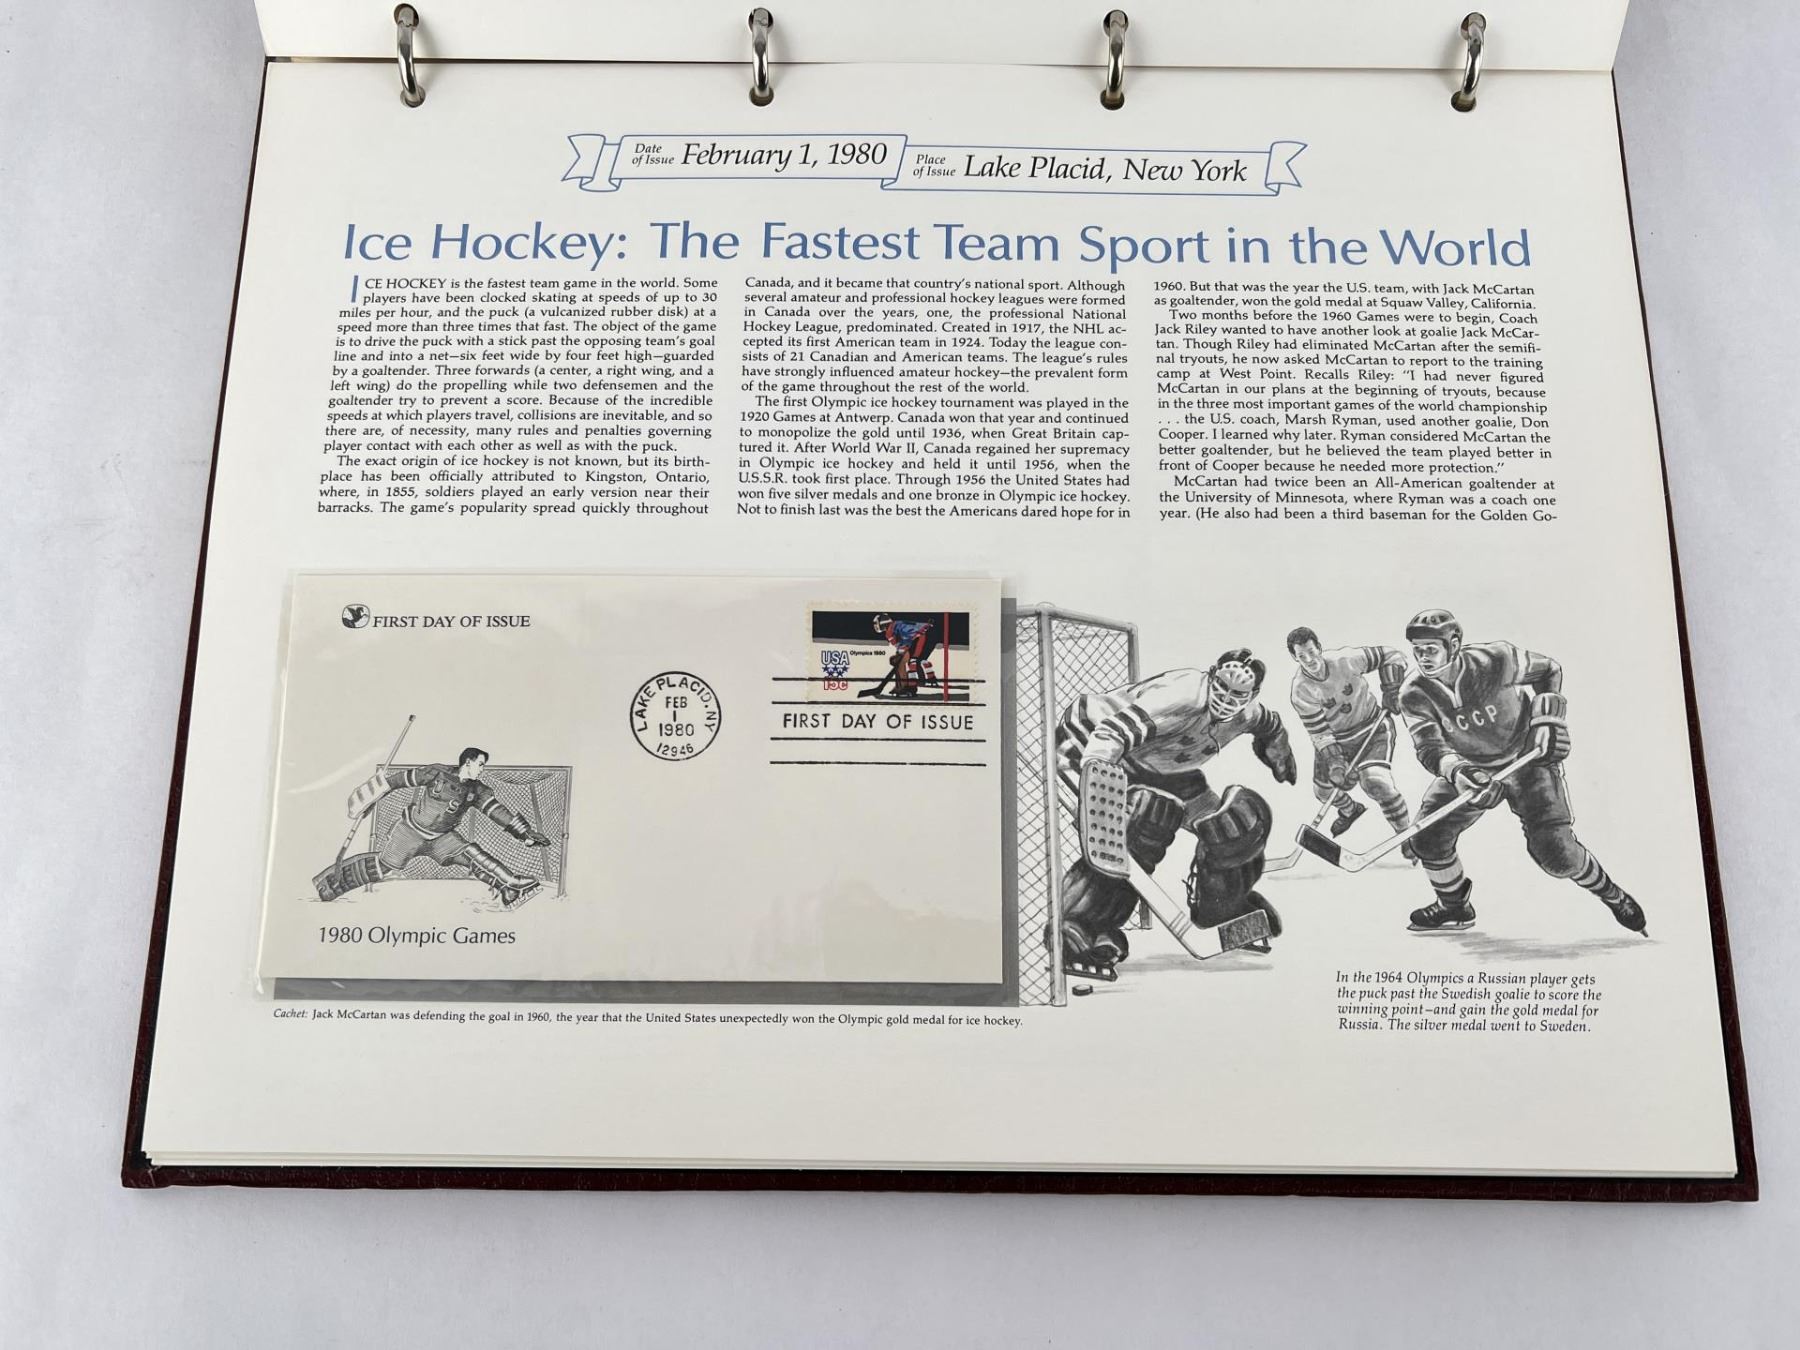 Date of Issue February 1, 1980
Place of Issue Lake Placid, New York
Ice Hockey: The Fastest Team Sport in the World
ICE HOCKEY is the fastest team game in the world. Some
players have been clocked skating at speeds of up to 30
miles per hour, and the puck (a vulcanized rubber disk) at a
speed more than three times that fast. The object of the game
is to drive the puck with a stick past the opposing team's goal
line and into a net—six feet wide by four feet high—guarded
by a goaltender. Three forwards (a center, a right wing, and a
left wing) do the propelling while two defensemen and the
goaltender try to prevent a score. Because of the incredible
speeds at which players travel, collisions are inevitable, and so
there are, of necessity, many rules and penalties governing
player contact with each other as well as with the puck.
The exact origin of ice hockey is not known, but its birth-
place has been officially attributed to Kingston, Ontario,
where, in 1855, soldiers played an early version near their
barracks. The game's popularity spread quickly throughout
Canada, and it became that country's national sport. Although
several amateur and professional hockey leagues were formed
in Canada over the years, one, the professional National
Hockey League, predominated. Created in 1917, the NHL ac-
cepted its first American team in 1924. Today the league con-
sists of 21 Canadian and American teams. The league's rules
have strongly influenced amateur hockey—the prevalent form
of the game throughout the rest of the world.
The first Olympic ice hockey tournament was played in the
1920 Games at Antwerp. Canada won that year and continued
to monopolize the gold until 1936, when Great Britain cap-
tured it. After World War II, Canada regained her supremacy
in Olympic ice hockey and held it until 1956, when the
U.S.S.R. took first place. Through 1956 the United States had
won five silver medals and one bronze in Olympic ice hockey.
Not to finish last was the best the Americans dared hope for in
1960. But that was the year the U.S. team, with Jack McCartan
as goaltender, won the gold medal at Squaw Valley, California.
Two months before the 1960 Games were to begin, Coach
Jack Riley wanted to have another look at goalie Jack McCar-
tan. Though Riley had eliminated McCartan after the semifi-
nal tryouts, he now asked McCartan to report to the training
camp at West Point. Recalls Riley: "I had never figured
McCartan in our plans at the beginning of tryouts, because
in the three most important games of the world championship
. . . the U.S. coach, Marsh Ryman, used another goalie, Don
Cooper. I learned why later. Ryman considered McCartan the
better goaltender, but he believed the team played better in
front of Cooper because he needed more protection."
McCartan had twice been an All-American goaltender at
the University of Minnesota, where Ryman was a coach one
year. (He also had been a third baseman for the Golden Go-
FIRST DAY OF ISSUE
LAKE PLACID, NY
FEB
1
1980
12946
USA
Olympics 1980
15c
FIRST DAY OF ISSUE
US
1980 Olympic Games
CCCP
Cachet: Jack McCartan was defending the goal in 1960, the year that the United States unexpectedly won the Olympic gold medal for ice hockey.
In the 1964 Olympics a Russian player gets
the puck past the Swedish goalie to score the
winning point—and gain the gold medal for
Russia. The silver medal went to Sweden.